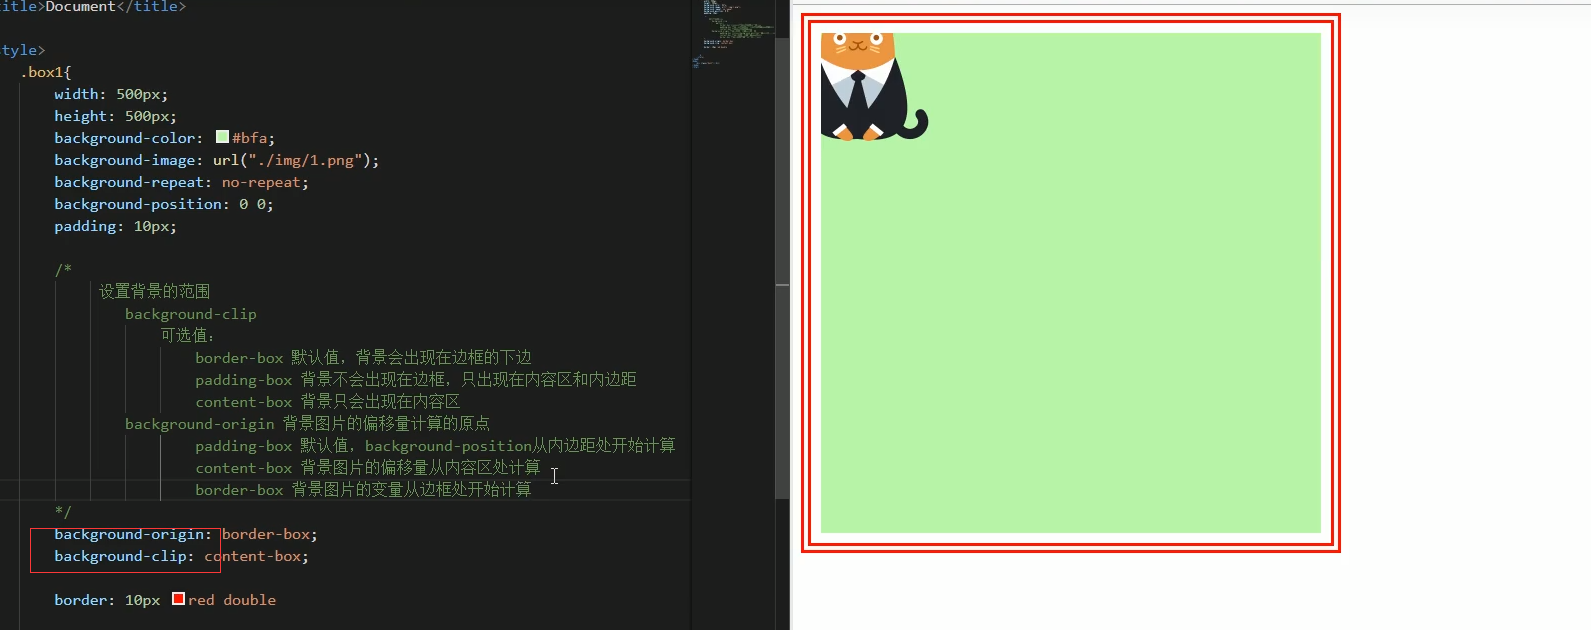 itle>Document</title>
tyle>
.box1{
width: 500px;
height: 500px;
background-color: #bfa;
background-image: url("./img/1.png");
background-repeat: no-repeat;
background-position: 0 0;
padding: 10px;
/*
设置背景的范围
background-clip
可选值：
border-box 默认值，背景会出现在边框的下边
padding-box 背景不会出现在边框，只出现在内容区和内边距
content-box 背景只会出现在内容区
background-origin 背景图片的偏移量计算的原点
padding-box 默认值，background-position从内边距处开始计算
content-box 背景图片的偏移量从内容区处计算
border-box 背景图片的变量从边框处开始计算
*/
background-origin: border-box;
background-clip: content-box;
border: 10px red double